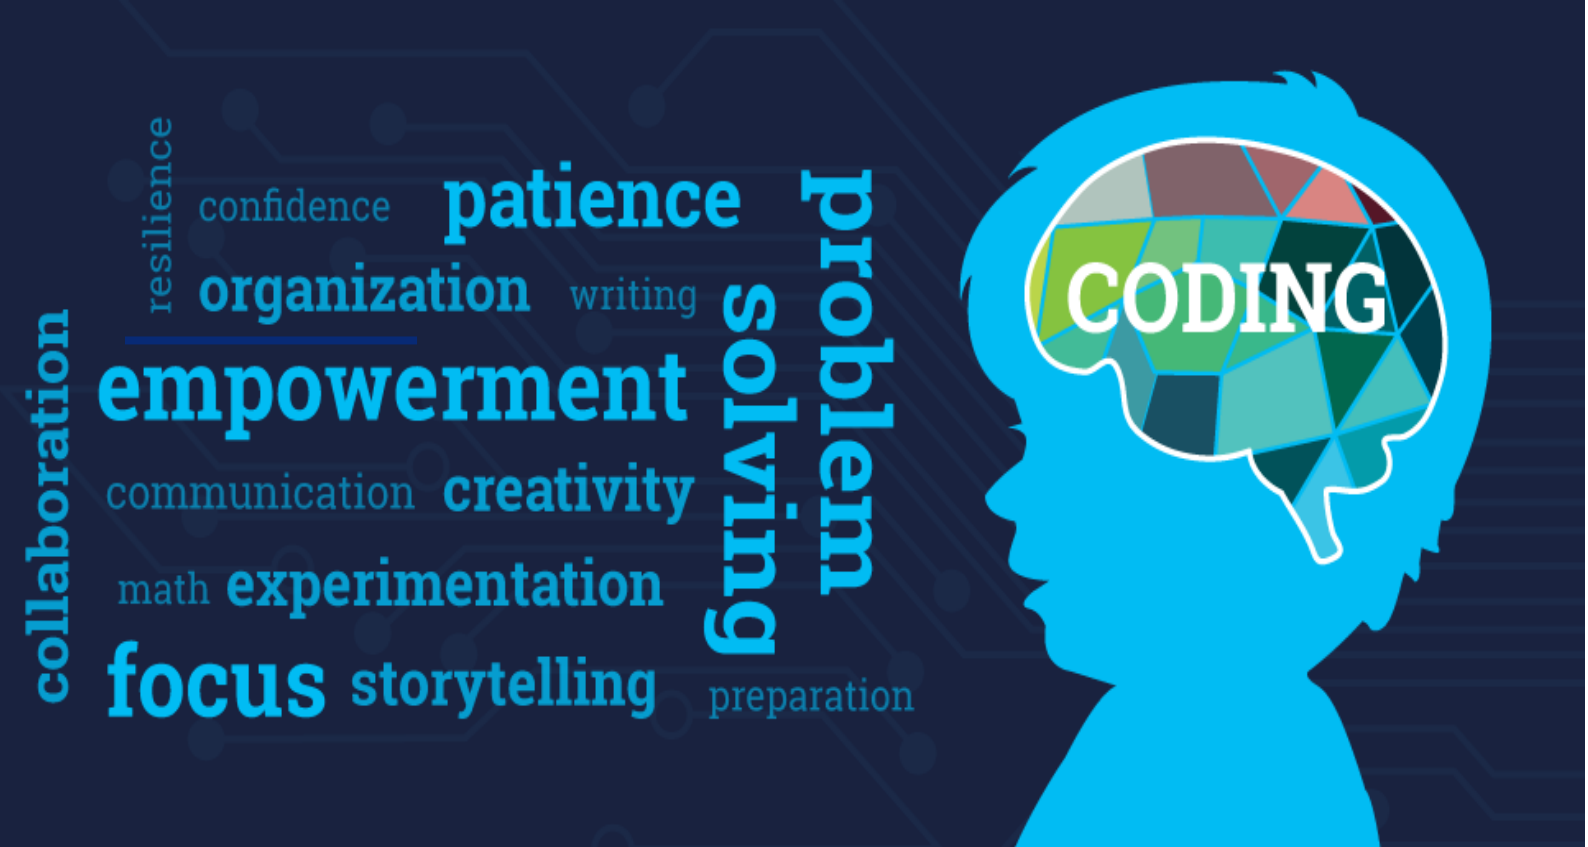 resilience
confidence
patience
organization
writing
problem
solving
collaboration
empowerment
communication
creativity
math
experimentation
focus
storytelling
preparation
CODING